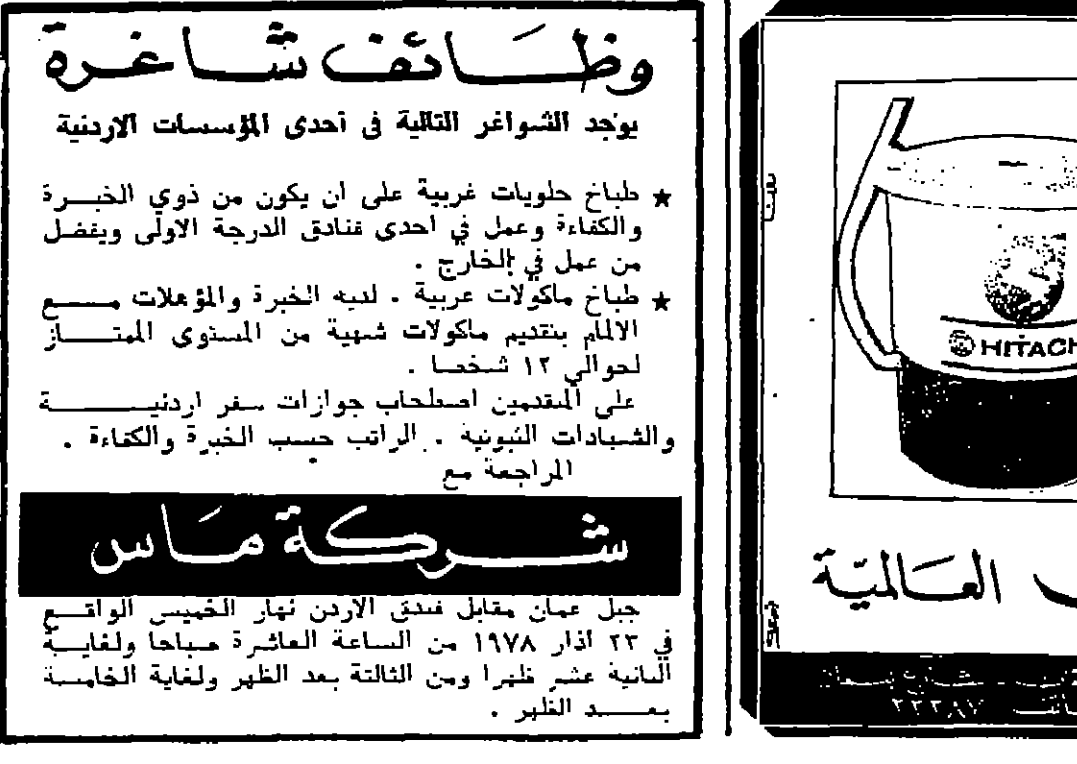 وظائف شاغرة
يوجد الشواغر التالية في أحدى المؤسسات الاردنية
★ طباخ حلويات غربية على ان يكون من ذوي الخبرة
والكفاءة وعمل في احدى فنادق الدرجة الاولى ويفضل
من عمل في الخارج .
★ طباخ ماكولات عربية . لديه الخبرة والمؤهلات مع
الالمام بتقديم ماكولات شهية من المستوى الممتاز
لحوالي ١٢ شخصا .
على المتقدمين اصطحاب جوازات سفر اردنية
والشهادات الثبوتية . الراتب حسب الخبرة والكفاءة .
المراجعة مع
شركة ماس
جبل عمان مقابل فندق الاردن نهار الخميس الواقع
في ٢٣ اذار ١٩٧٨ من الساعة العاشرة صباحا ولغاية
الثانية عشر ظهرا ومن الثالثة بعد الظهر ولغاية الخامسة
بعد الظهر .
HITACH
العالمية
٢٢٣٩٧